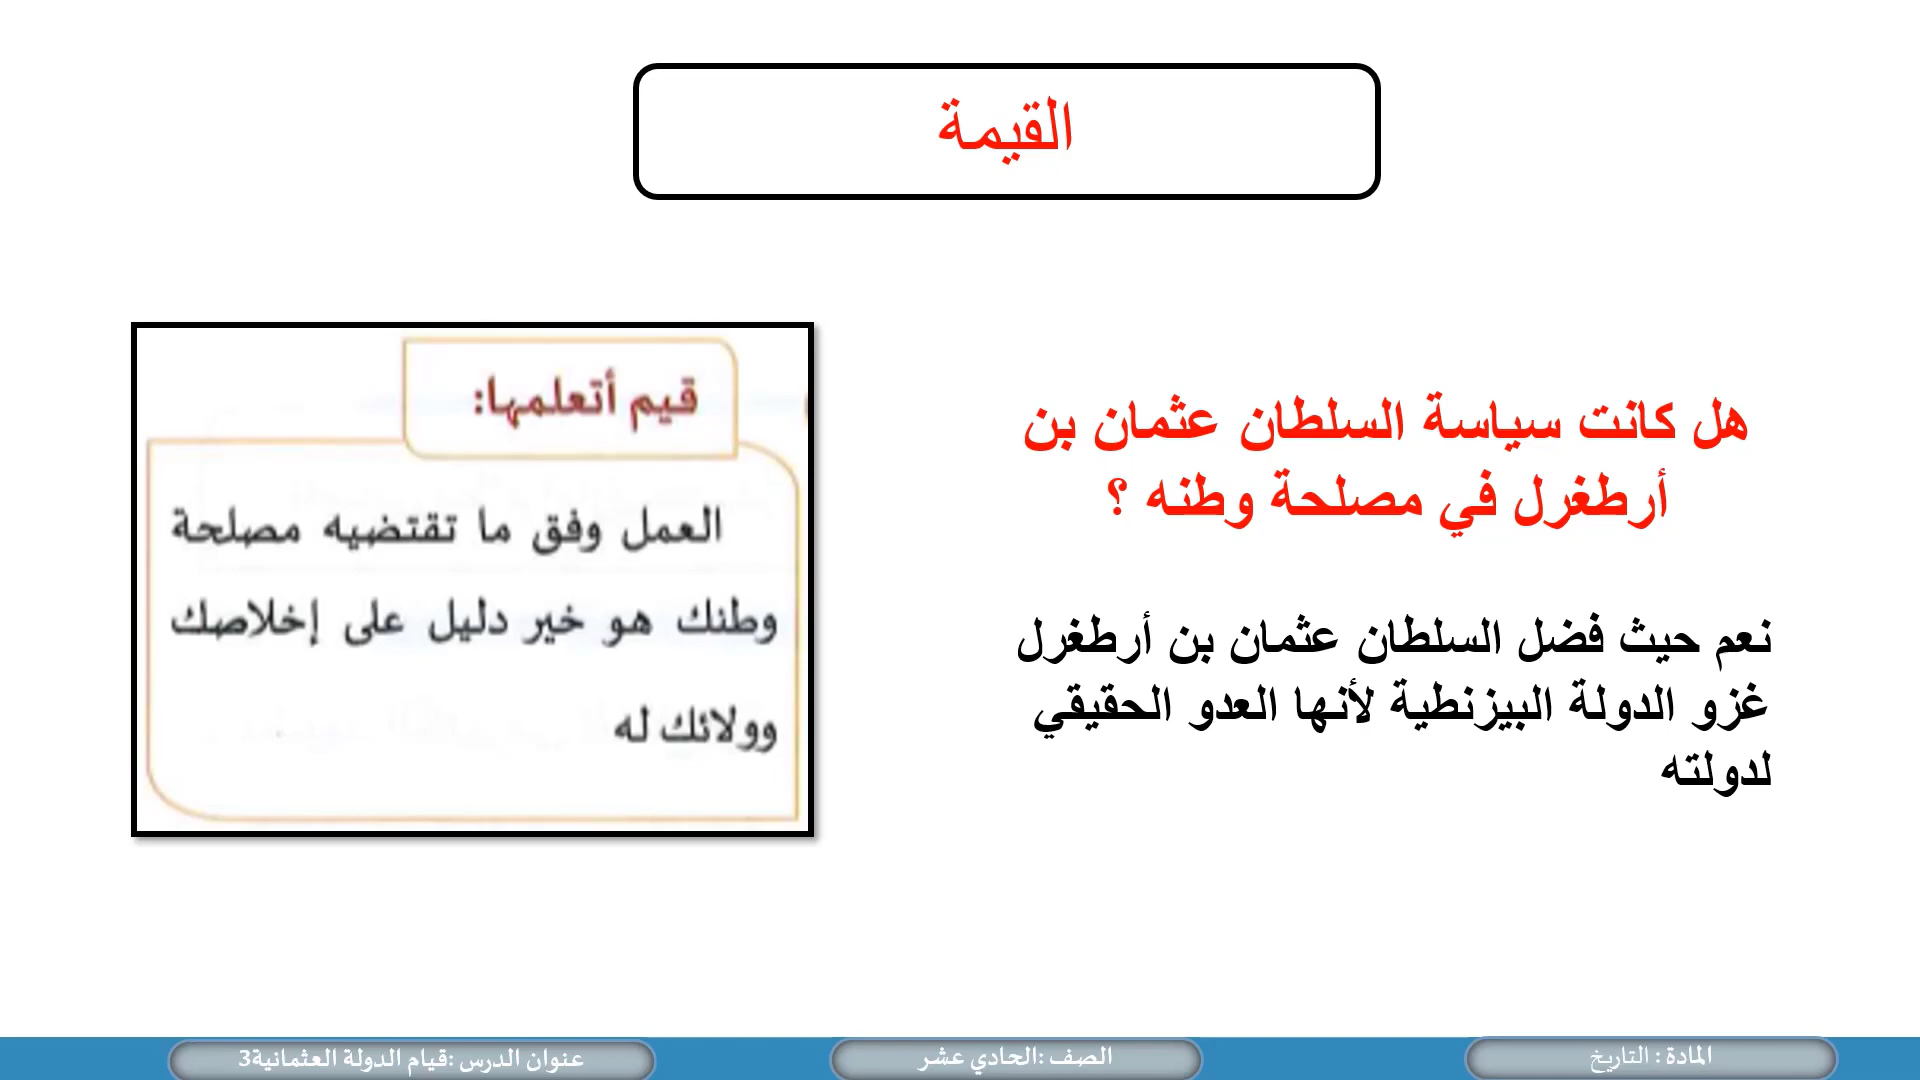 القيمة
هل كانت سياسة السلطان عثمان بن
أرطغرل في مصلحة وطنه ؟
نعم حيث فضل السلطان عثمان بن أرطغرل
غزو الدولة البيزنطية لأنها العدو الحقيقي
لدولته
قيم أتعلمها:
العمل وفق ما تقتضيه مصلحة
وطنك هو خير دليل على إخلاصك
وولائك له
المادة : التاريخ
الصف :الحادي عشر
عنوان الدرس :قيام الدولة العثمانية3